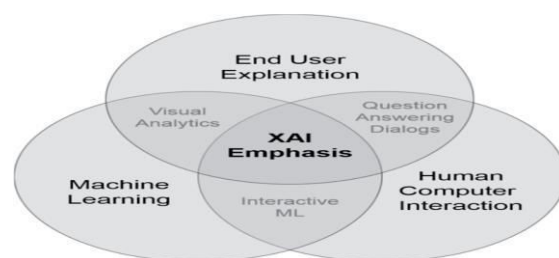 End User
Explanation
Visual
Analytics
Question
Answering
Dialogs
XAI
Emphasis
Machine
Learning
Interactive
ML
Human
Computer
Interaction